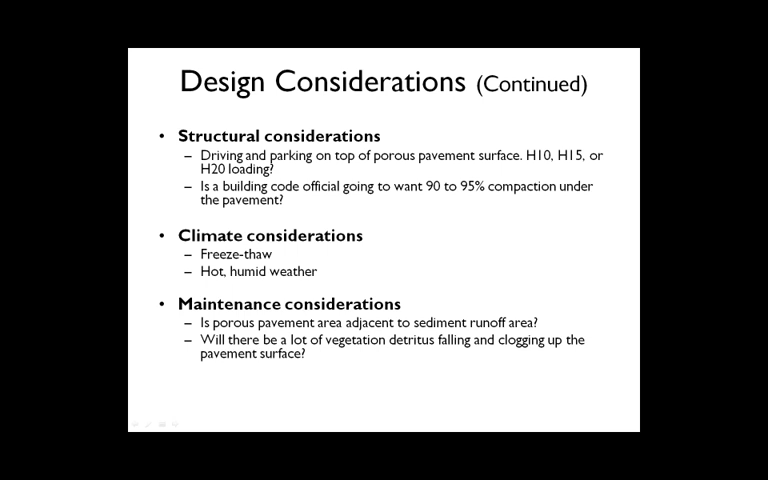 Design Considerations (Continued)
• Structural considerations
– Driving and parking on top of porous pavement surface. H10, H15, or
H20 loading?
– Is a building code official going to want 90 to 95% compaction under
the pavement?
• Climate considerations
– Freeze-thaw
– Hot, humid weather
• Maintenance considerations
– Is porous pavement area adjacent to sediment runoff area?
– Will there be a lot of vegetation detritus falling and clogging up the
pavement surface?